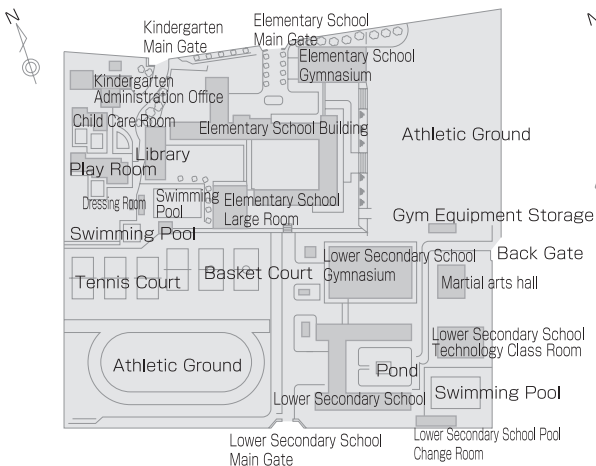 N
Kindergarten
Main Gate
Elementary School
Main Gate
Elementary School
Gymnasium
Kindergarten
Administration Office
Child Care Room
Elementary School Building
Athletic Ground
Library
Play Room
Dressing Room
Swimming
Pool
Elementary School
Large Room
Gym Equipment Storage
Swimming Pool
Back Gate
Lower Secondary School
Gymnasium
Basket Court
Tennis Court
Martial arts hall
Lower Secondary School
Technology Class Room
Athletic Ground
Pond
Swimming Pool
Lower Secondary School
Lower Secondary School
Main Gate
Lower Secondary School Pool
Change Room